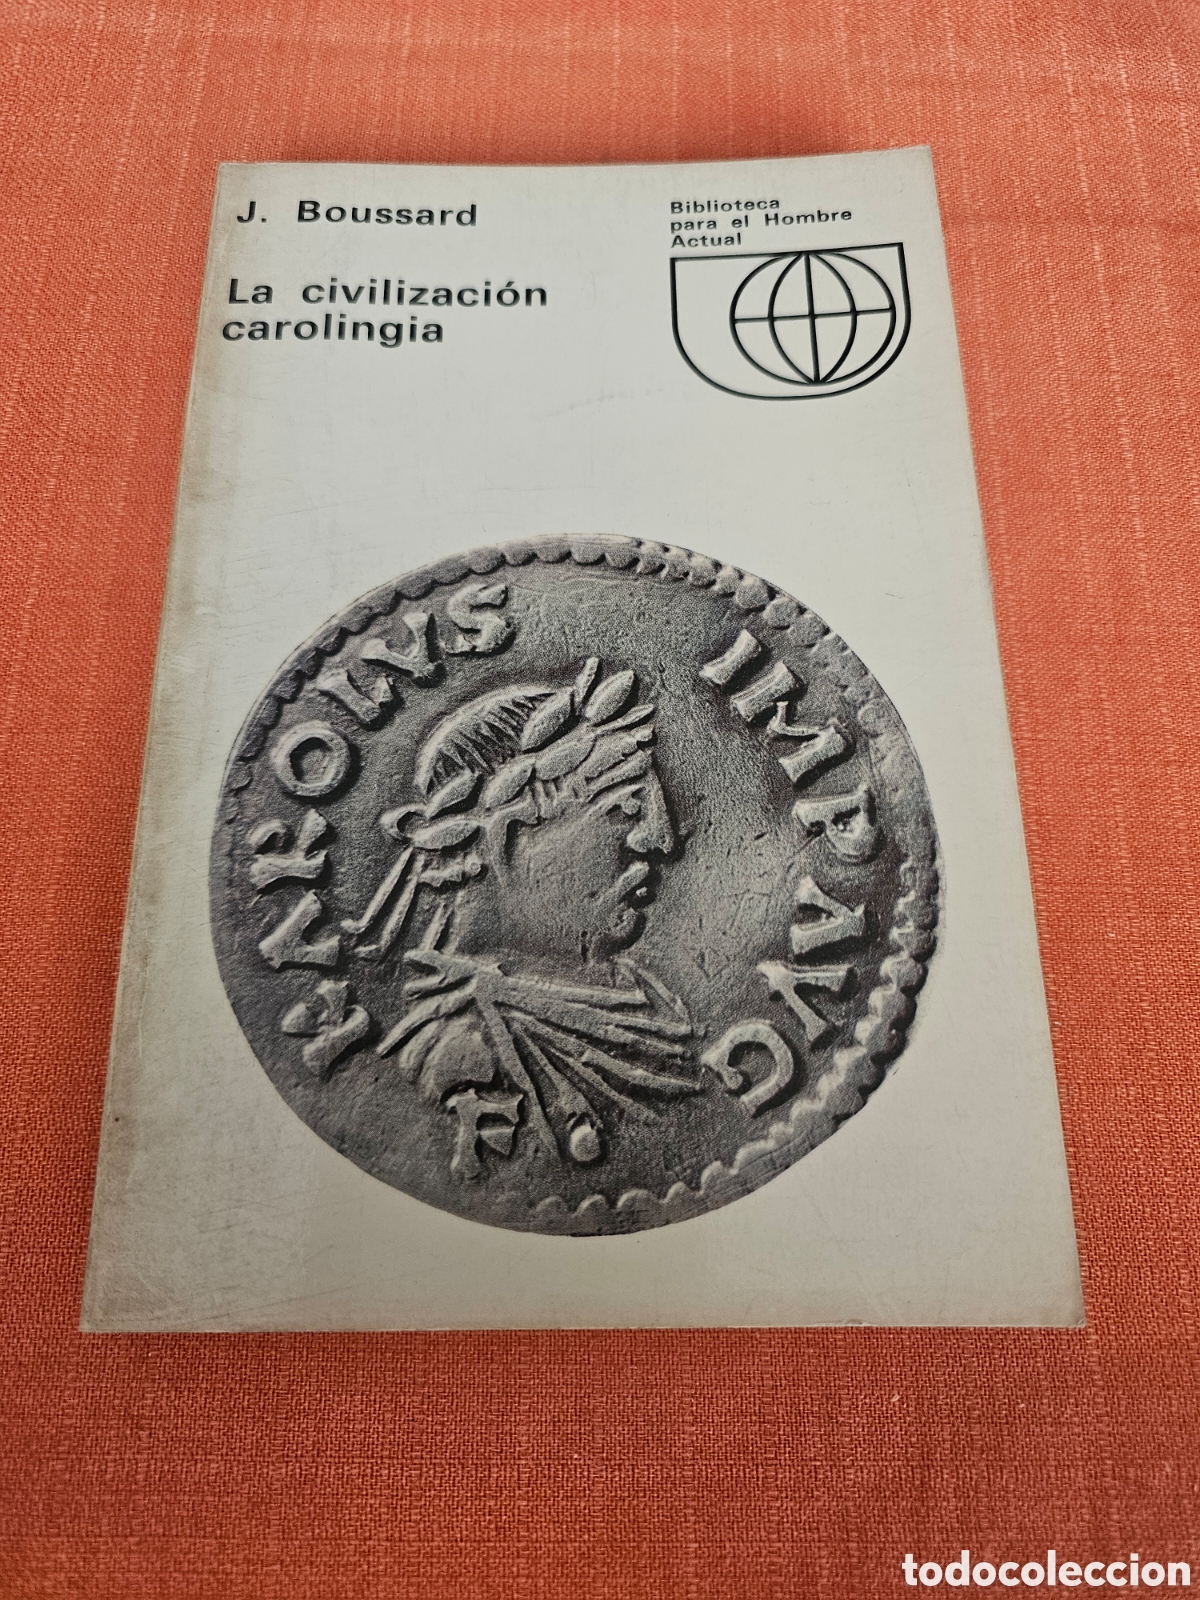 J. Boussard
Biblioteca
para el Hombre
Actual
La civilización
carolingia
KAROLVS IMP AVG
F
todocoleccion